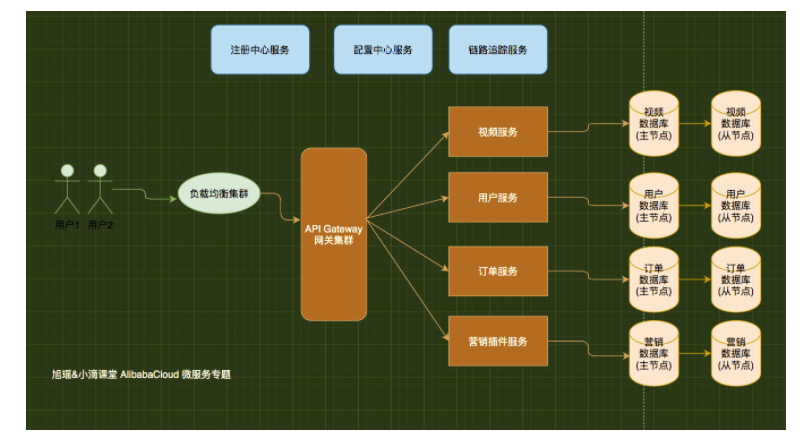 注册中心服务
配置中心服务
链路追踪服务
用户1
用户2
负载均衡集群
API Gateway
网关集群
视频服务
用户服务
订单服务
营销插件服务
视频
数据库
(主节点)
视频
数据库
(从节点)
用户
数据库
(主节点)
用户
数据库
(从节点)
订单
数据库
(主节点)
订单
数据库
(从节点)
营销
数据库
(主节点)
营销
数据库
(从节点)
旭瑶&小滴课堂 AlibabaCloud 微服务专题